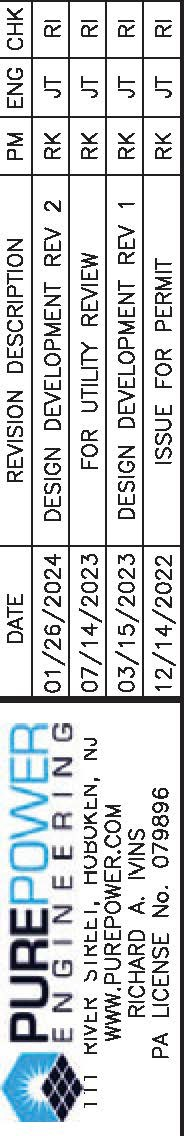 PUREPOWER
ENGINEERING
111 RIVER STREET, HOBOKEN, NJ
WWW.PUREPOWER.COM
RICHARD A. IVINS
PA LICENSE No. 079896
DATE REVISION DESCRIPTION PM ENG CHK
01/26/2024 DESIGN DEVELOPMENT REV 2 RK JT RI
07/14/2023 FOR UTILITY REVIEW RK JT RI
03/15/2023 DESIGN DEVELOPMENT REV 1 RK JT RI
12/14/2022 ISSUE FOR PERMIT RK JT RI